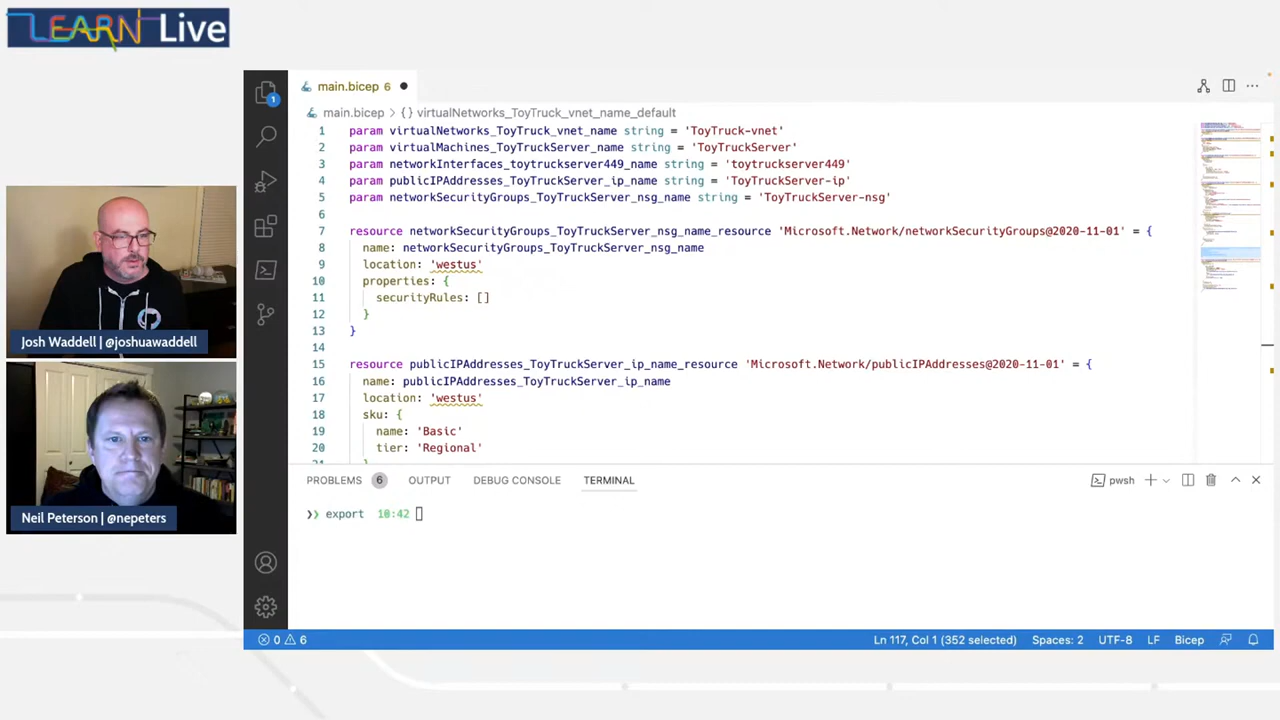 LEARN Live
main.bicep 6
main.bicep > {} virtualNetworks_ToyTruck_vnet_name_default
1 param virtualNetworks_ToyTruck_vnet_name string = 'ToyTruck-vnet'
2 param virtualMachines_ToyTruckServer_name string = 'ToyTruckServer'
3 param networkInterfaces_toytruckserver449_name string = 'toytruckserver449'
4 param publicIPAddresses_ToyTruckServer_ip_name string = 'ToyTruckServer-ip'
5 param networkSecurityGroups_ToyTruckServer_nsg_name string = 'ToyTruckServer-nsg'
6
7 resource networkSecurityGroups_ToyTruckServer_nsg_name_resource 'Microsoft.Network/networkSecurityGroups@2020-11-01' = {
8 name: networkSecurityGroups_ToyTruckServer_nsg_name
9 location: 'westus'
10 properties: {
11 securityRules: []
12 }
13 }
14
15 resource publicIPAddresses_ToyTruckServer_ip_name_resource 'Microsoft.Network/publicIPAddresses@2020-11-01' = {
16 name: publicIPAddresses_ToyTruckServer_ip_name
17 location: 'westus'
18 sku: {
19 name: 'Basic'
20 tier: 'Regional'
PROBLEMS 6 OUTPUT DEBUG CONSOLE TERMINAL pwsh
❯❯ export 10:42
0 6 Ln 117, Col 1 (352 selected) Spaces: 2 UTF-8 LF Bicep
1
Josh Waddell | @joshuawaddell
Neil Peterson | @nepeters